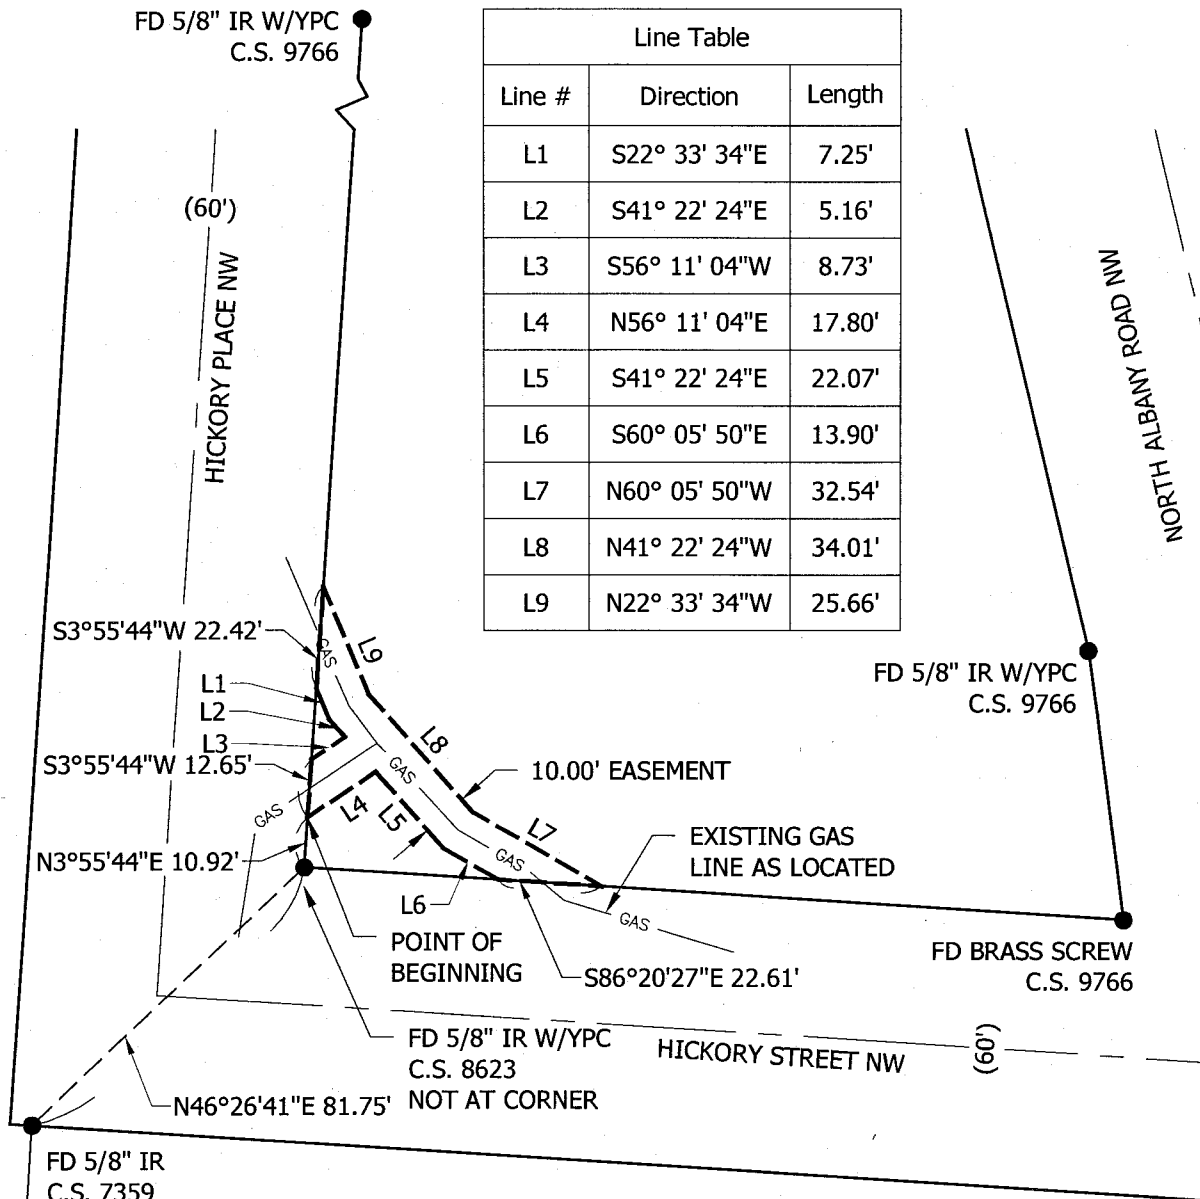 FD 5/8" IR W/YPC
C.S. 9766
Line Table
Line # Direction Length
L1 S22° 33' 34"E 7.25'
L2 S41° 22' 24"E 5.16'
L3 S56° 11' 04"W 8.73'
L4 N56° 11' 04"E 17.80'
L5 S41° 22' 24"E 22.07'
L6 S60° 05' 50"E 13.90'
L7 N60° 05' 50"W 32.54'
L8 N41° 22' 24"W 34.01'
L9 N22° 33' 34"W 25.66'
(60')
HICKORY PLACE NW
NORTH ALBANY ROAD NW
S3°55'44"W 22.42'
GAS
L9
L1
L2
L3
S3°55'44"W 12.65'
L8
GAS
10.00' EASEMENT
FD 5/8" IR W/YPC
C.S. 9766
GAS
L4
L5
L7
GAS
EXISTING GAS
LINE AS LOCATED
N3°55'44"E 10.92'
L6
GAS
POINT OF
BEGINNING
S86°20'27"E 22.61'
FD BRASS SCREW
C.S. 9766
FD 5/8" IR W/YPC
C.S. 8623
NOT AT CORNER
HICKORY STREET NW
(60')
N46°26'41"E 81.75'
FD 5/8" IR
C.S. 7359